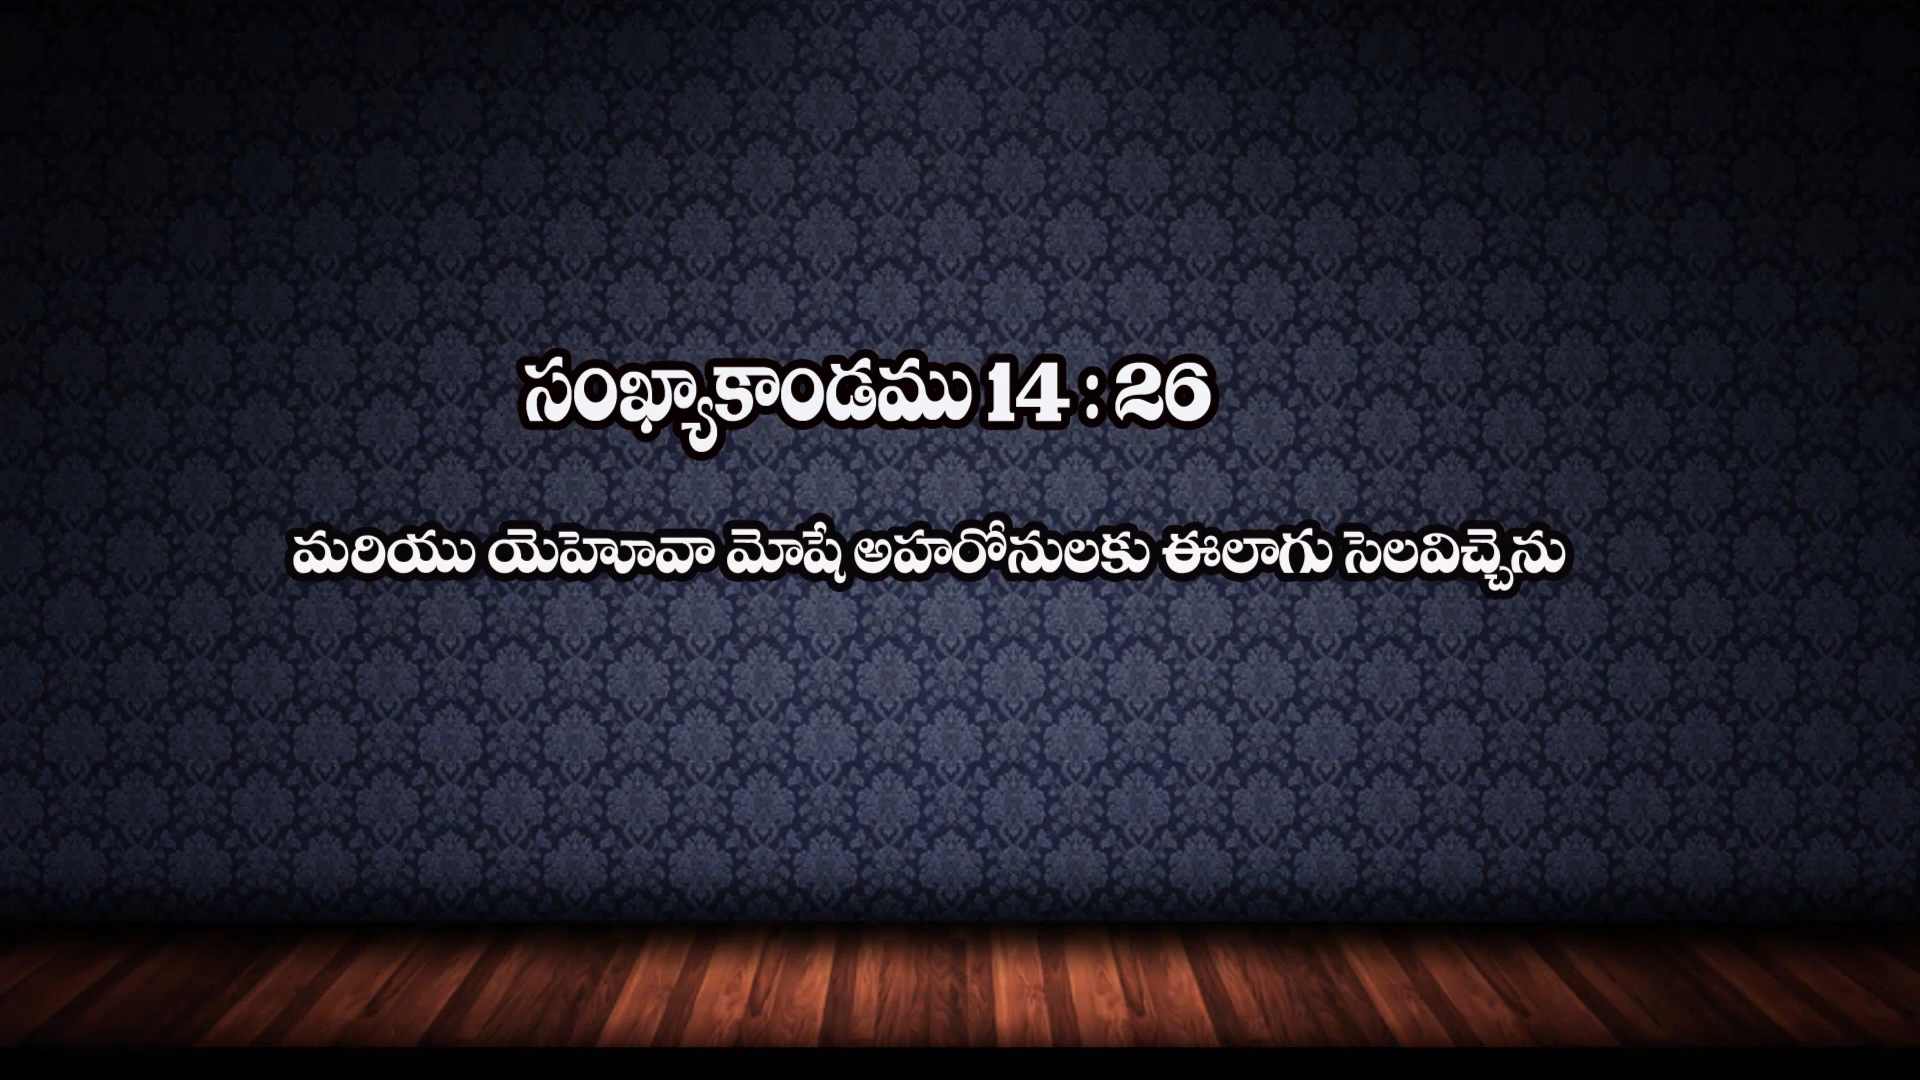 సంఖ్యాకాండము 14 : 26
మరియు యెహెూవా మోషే అహరోనులకు ఈలాగు సెలవిచ్చెను